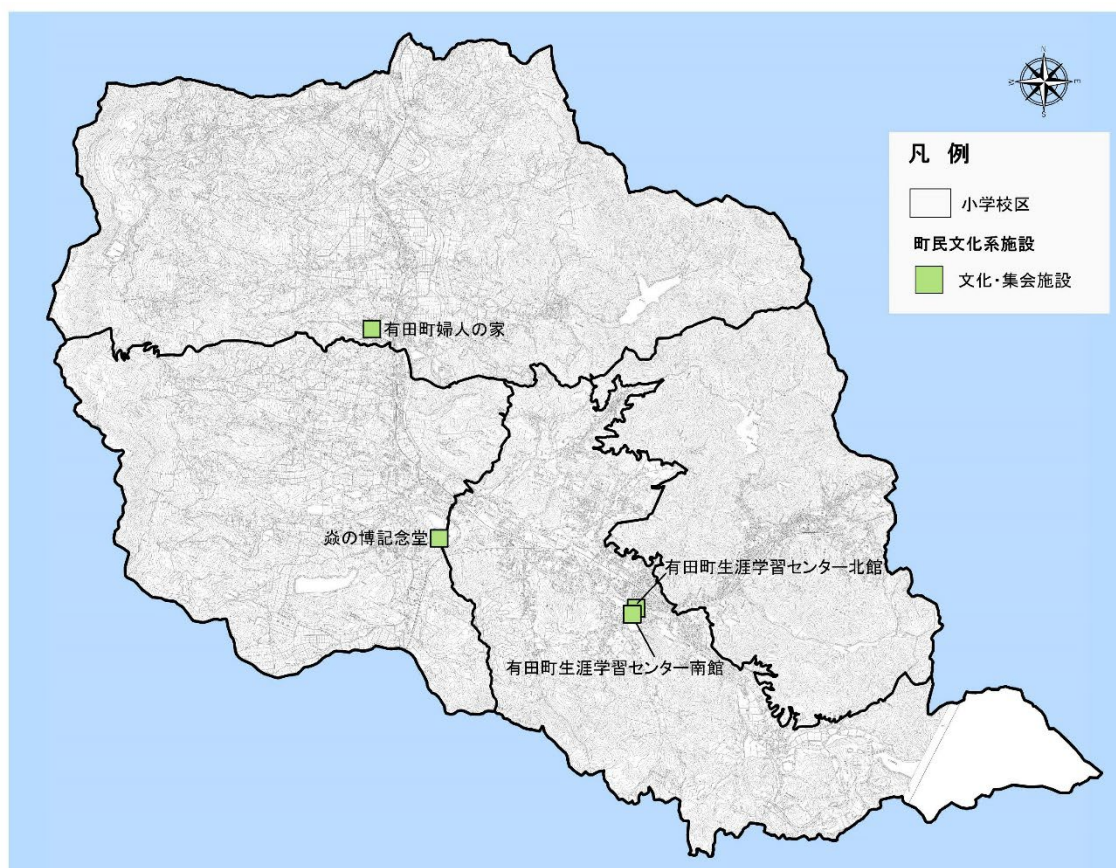 N
W
E
S
凡 例
小学校区
町民文化系施設
文化・集会施設
有田町婦人の家
焱の博記念堂
有田町生涯学習センター北館
有田町生涯学習センター南館